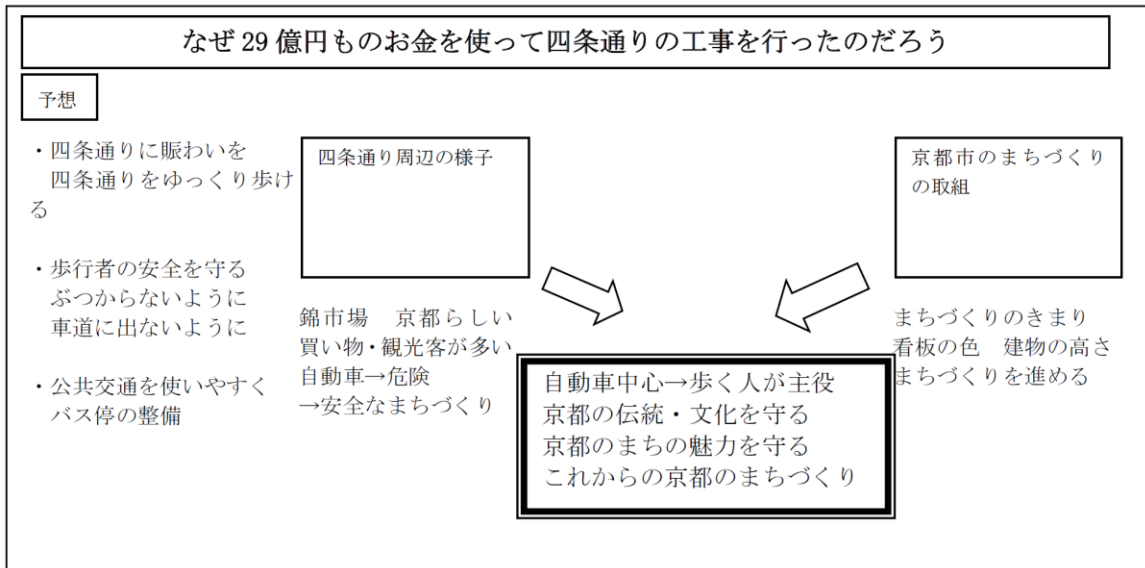 なぜ 29 億円ものお金を使って四条通りの工事を行ったのだろう
予想
・四条通りに賑わいを
四条通りをゆっくり歩け
る
・歩行者の安全を守る
ぶつからないように
車道に出ないように
・公共交通を使いやすく
バス停の整備
四条通り周辺の様子
錦市場 京都らしい
買い物・観光客が多い
自動車→危険
→安全なまちづくり
京都市のまちづくり
の取組
まちづくりのきまり
看板の色 建物の高さ
まちづくりを進める
自動車中心→歩く人が主役
京都の伝統・文化を守る
京都のまちの魅力を守る
これからの京都のまちづくり